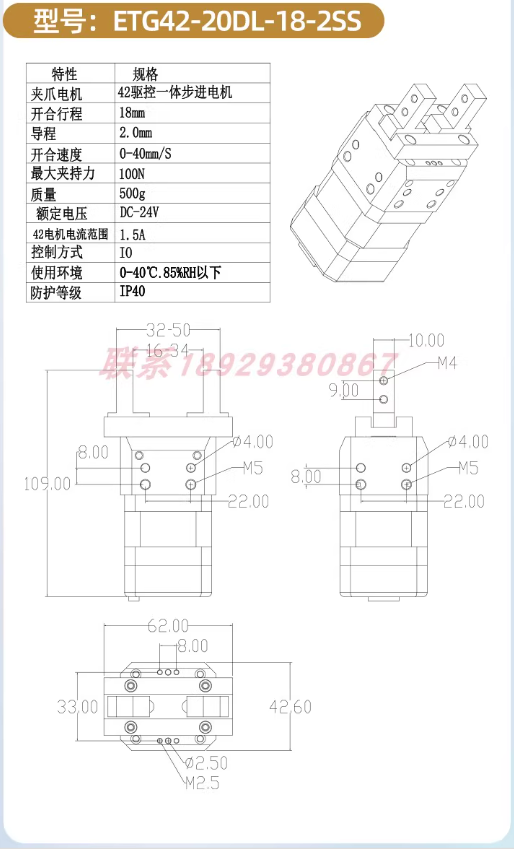 型号：ETG42-20DL-18-2SS
特性 规格
夹爪电机 42驱控一体步进电机
开合行程 18mm
导程 2.0mm
开合速度 0-40mm/S
最大夹持力 100N
质量 500g
额定电压 DC-24V
42电机电流范围 1.5A
控制方式 IO
使用环境 0-40℃.85%RH以下
防护等级 IP40
32-50
16-34
联系18929380867
10.00
M4
9.00
8.00
ø4.00
M5
109.00
22.00
ø4.00
M5
8.00
22.00
62.00
8.00
33.00
42.60
ø2.50
M2.5